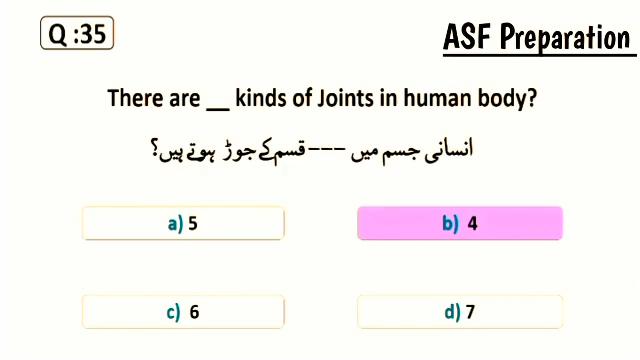 Q :35
ASF Preparation
There are __ kinds of Joints in human body?
انسانی جسم میں --- قسم کے جوڑ ہوتے ہیں؟
a) 5
b) 4
c) 6
d) 7